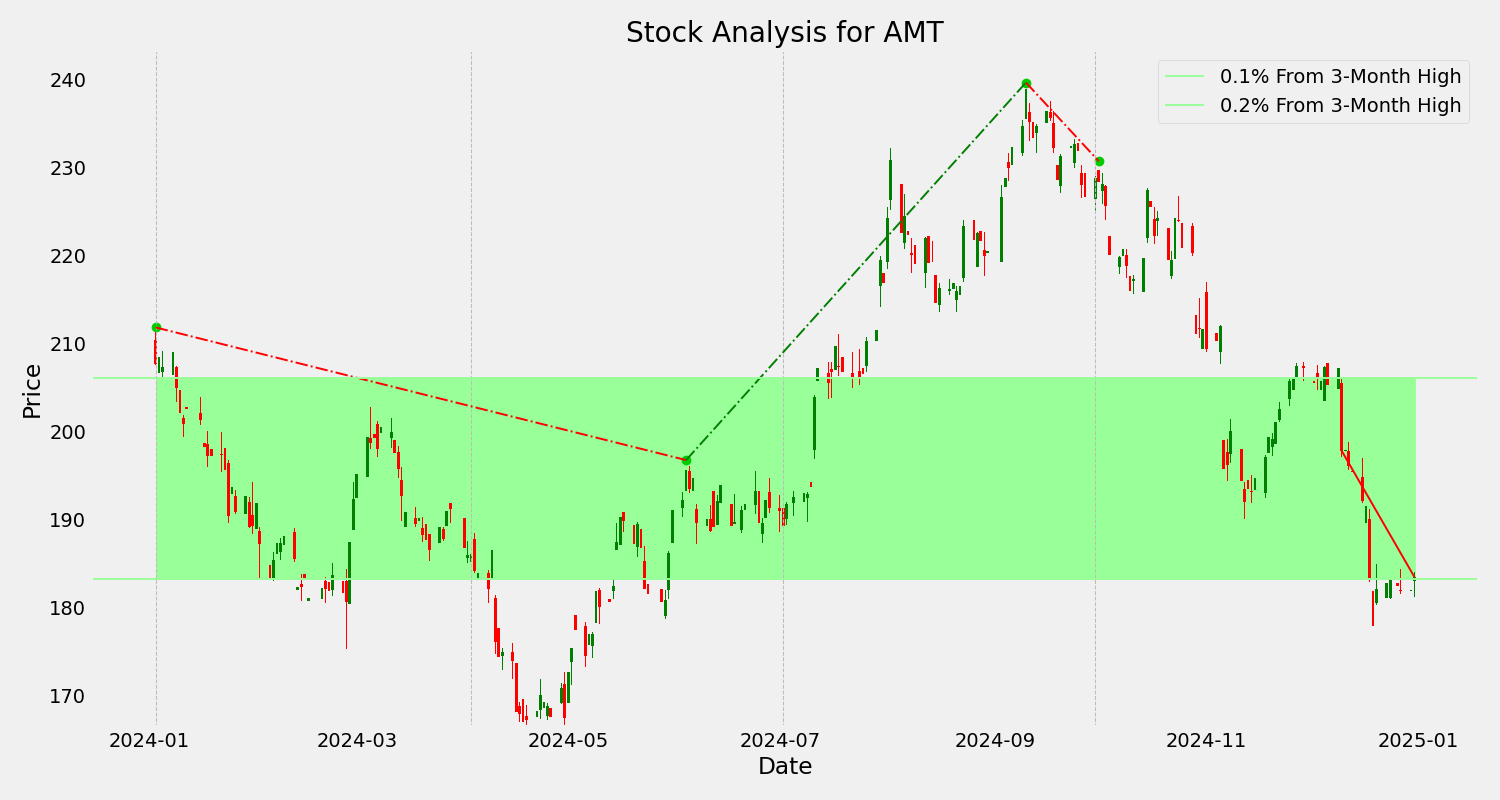 Stock Analysis for AMT
0.1% From 3-Month High
0.2% From 3-Month High
Price
240
230
220
210
200
190
180
170
2024-01 2024-03 2024-05 2024-07 2024-09 2024-11 2025-01
Date